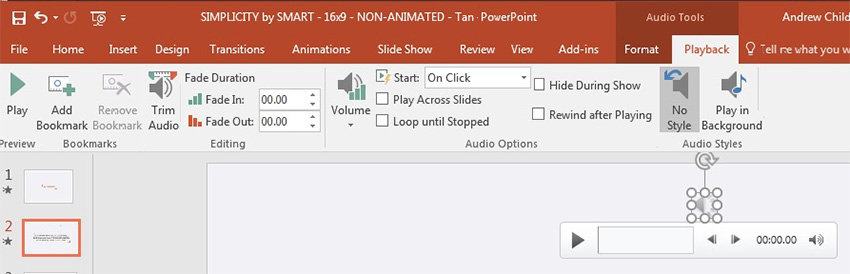 SIMPLICITY by SMART - 16x9 - NON-ANIMATED - Tan - PowerPoint
Audio Tools
Andrew Child
File Home Insert Design Transitions Animations Slide Show Review View Add-ins Format Playback Tell me what you w
Play
Add Bookmark
Remove Bookmark
Trim Audio
Fade Duration
Fade In: 00.00
Fade Out: 00.00
Volume
Start: On Click
Play Across Slides
Loop until Stopped
Hide During Show
Rewind after Playing
No Style
Play in Background
Preview Bookmarks Editing Audio Options Audio Styles
1
2
00:00.00